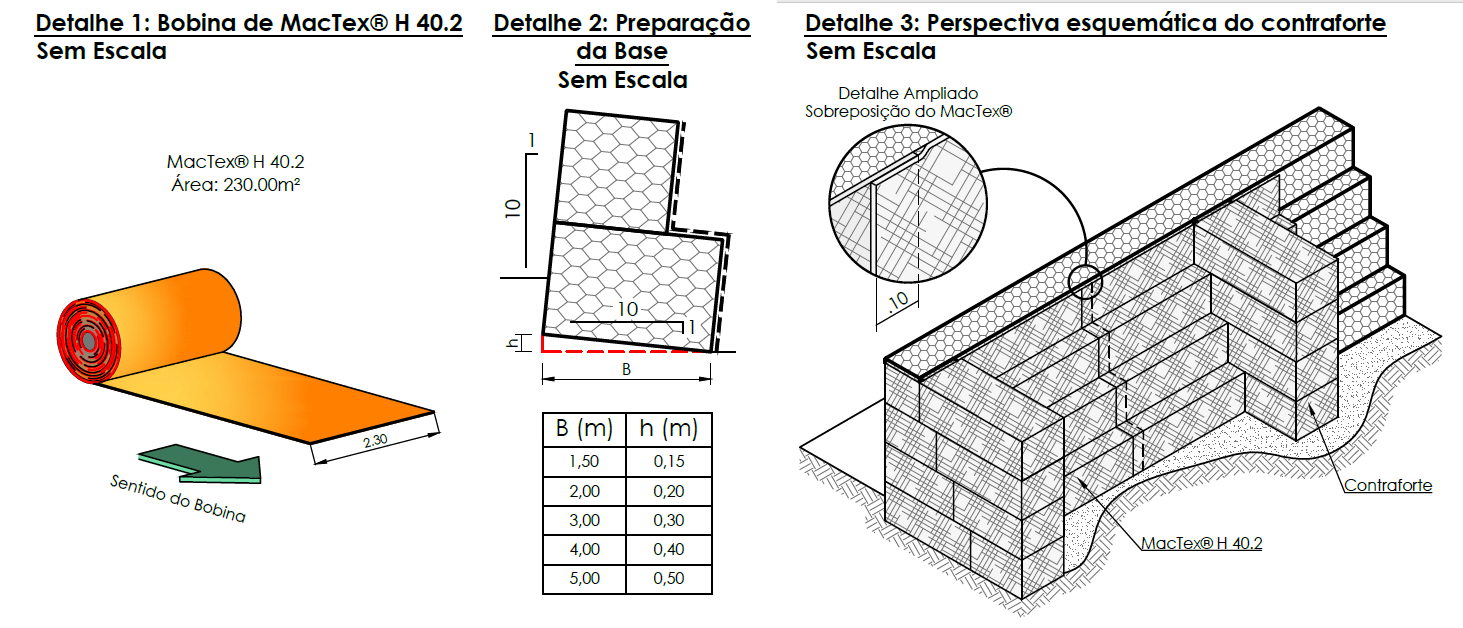 Detalhe 1: Bobina de MacTex® H 40.2
Sem Escala
MacTex® H 40.2
Área: 230.00m²
2.30
Sentido do Bobina
Detalhe 2: Preparação
da Base
Sem Escala
1
10
10
1
h
B
B (m) h (m)
1,50 0,15
2,00 0,20
3,00 0,30
4,00 0,40
5,00 0,50
Detalhe 3: Perspectiva esquemática do contraforte
Sem Escala
Detalhe Ampliado
Sobreposição do MacTex®
.10
Contraforte
MacTex® H 40.2